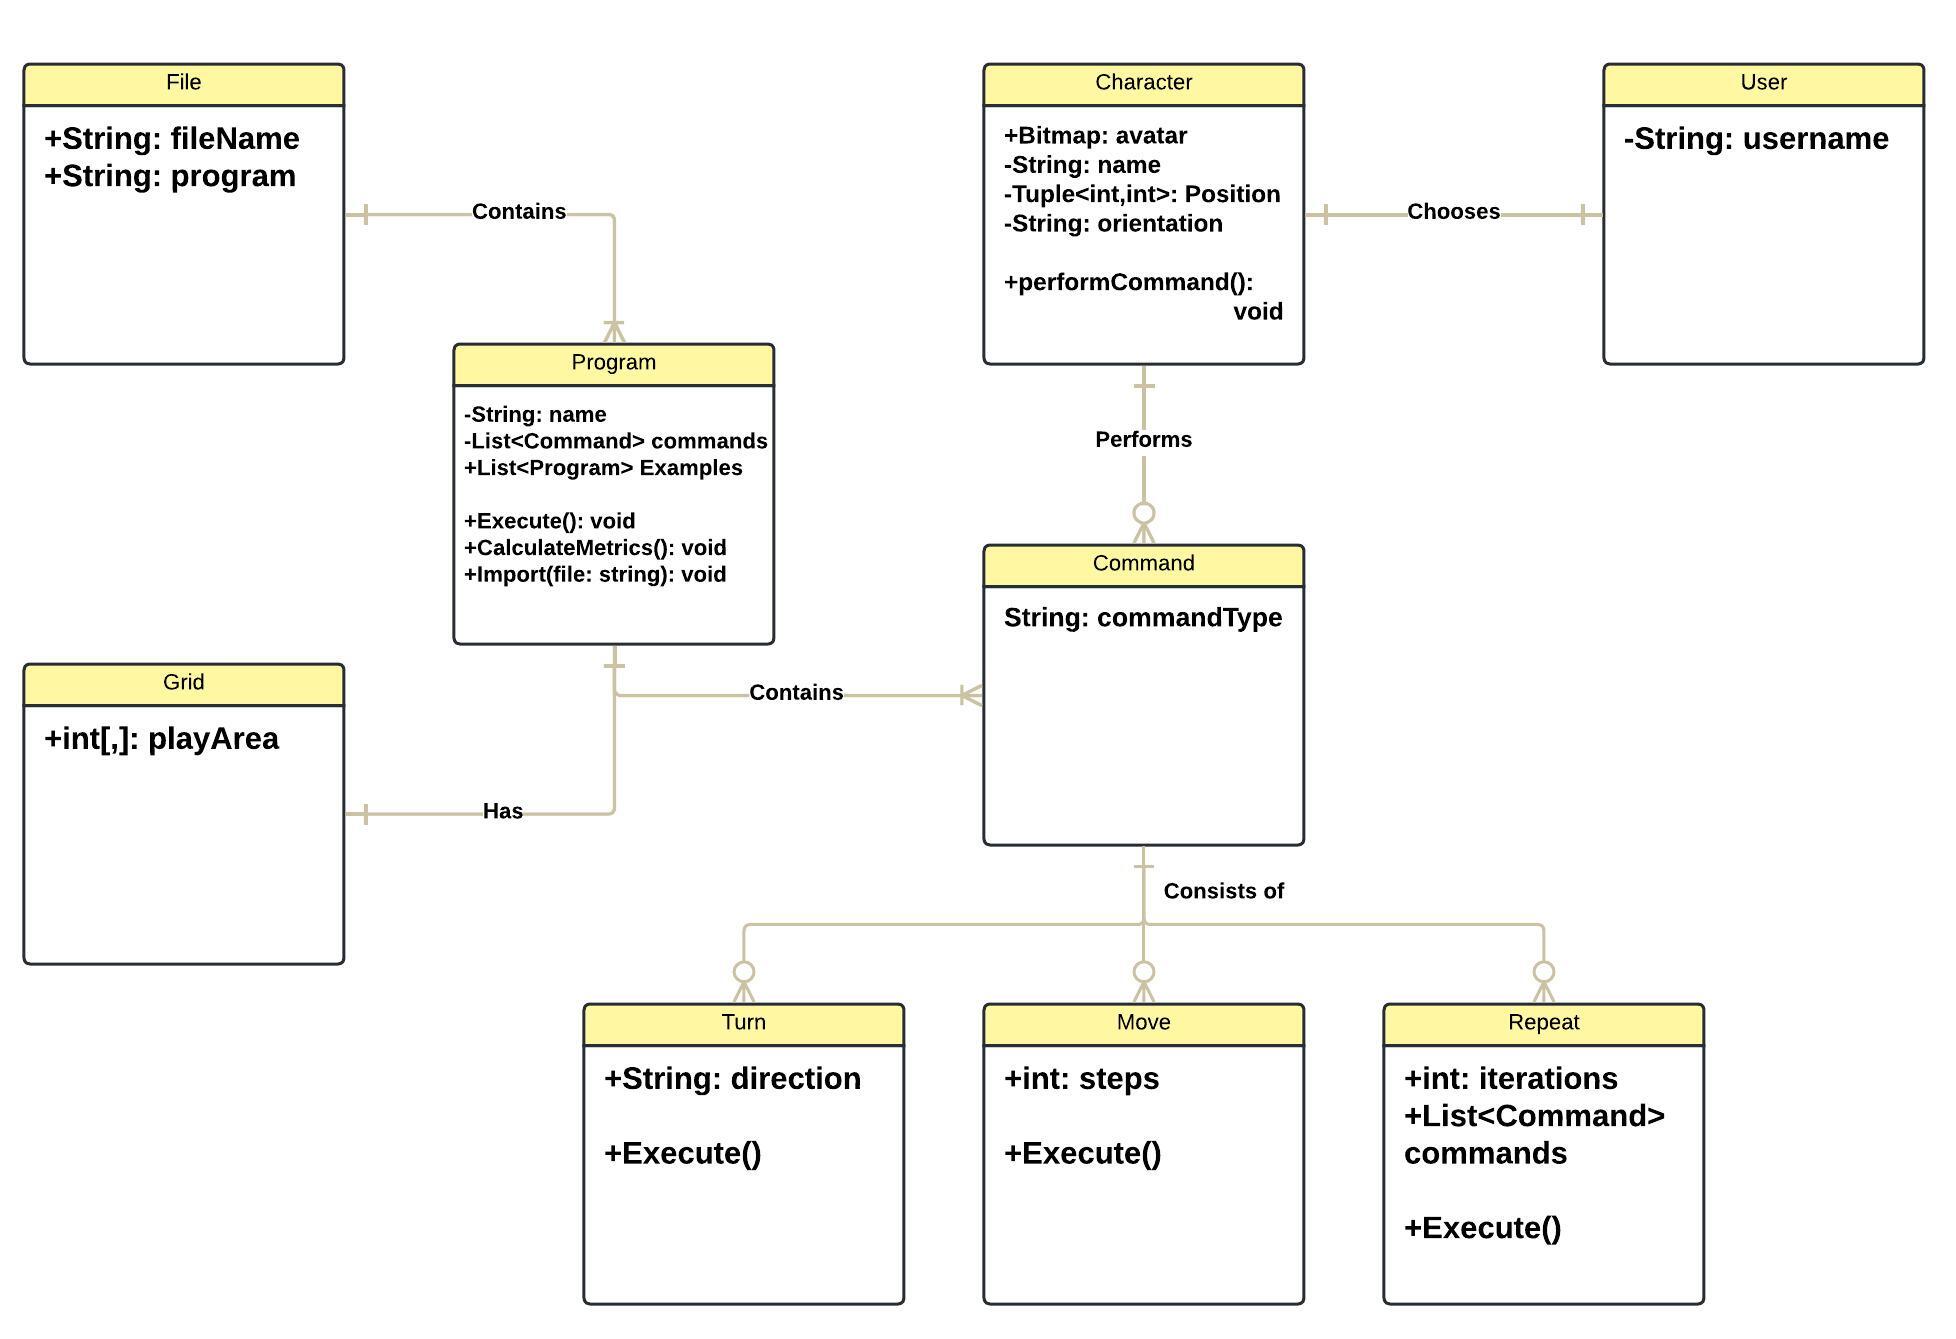 File
+String: fileName
+String: program
Character
+Bitmap: avatar
-String: name
-Tuple<int,int>: Position
-String: orientation
+performCommand():
void
User
-String: username
Contains
Chooses
Program
-String: name
-List<Command> commands
+List<Program> Examples
+Execute(): void
+CalculateMetrics(): void
+Import(file: string): void
Performs
Command
String: commandType
Grid
+int[,]: playArea
Contains
Has
Consists of
Turn
+String: direction
+Execute()
Move
+int: steps
+Execute()
Repeat
+int: iterations
+List<Command>
commands
+Execute()